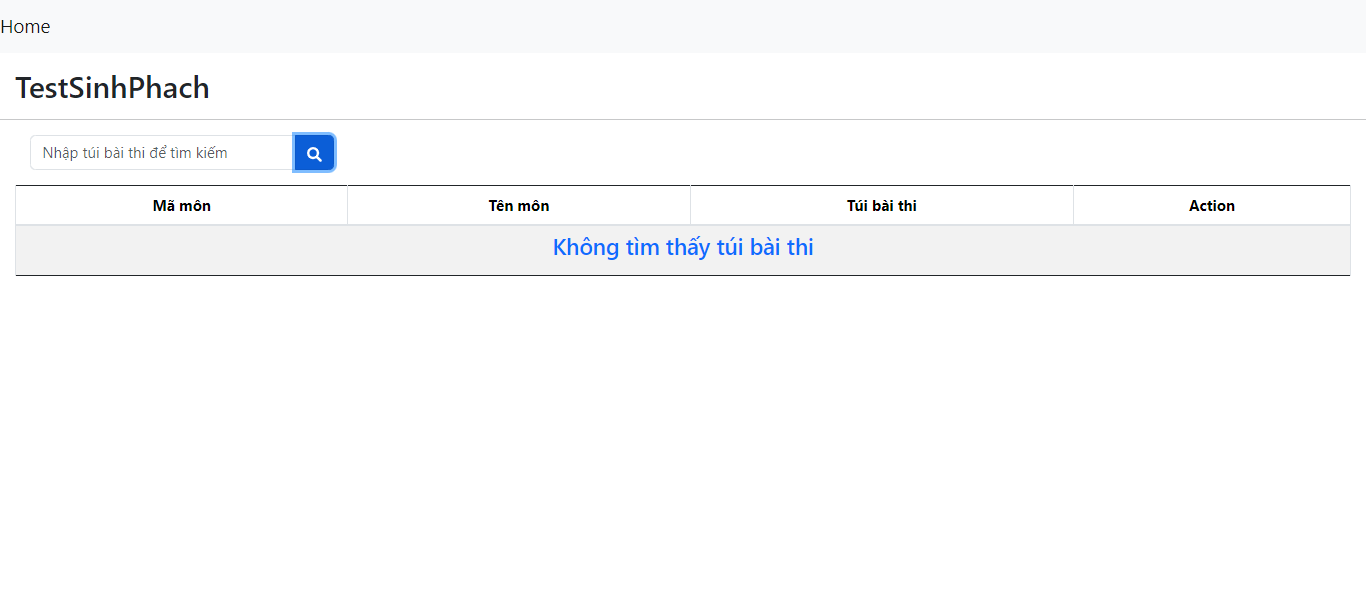 Home
TestSinhPhach
Nhập túi bài thi để tìm kiếm
Mã môn Tên môn Túi bài thi Action
Không tìm thấy túi bài thi